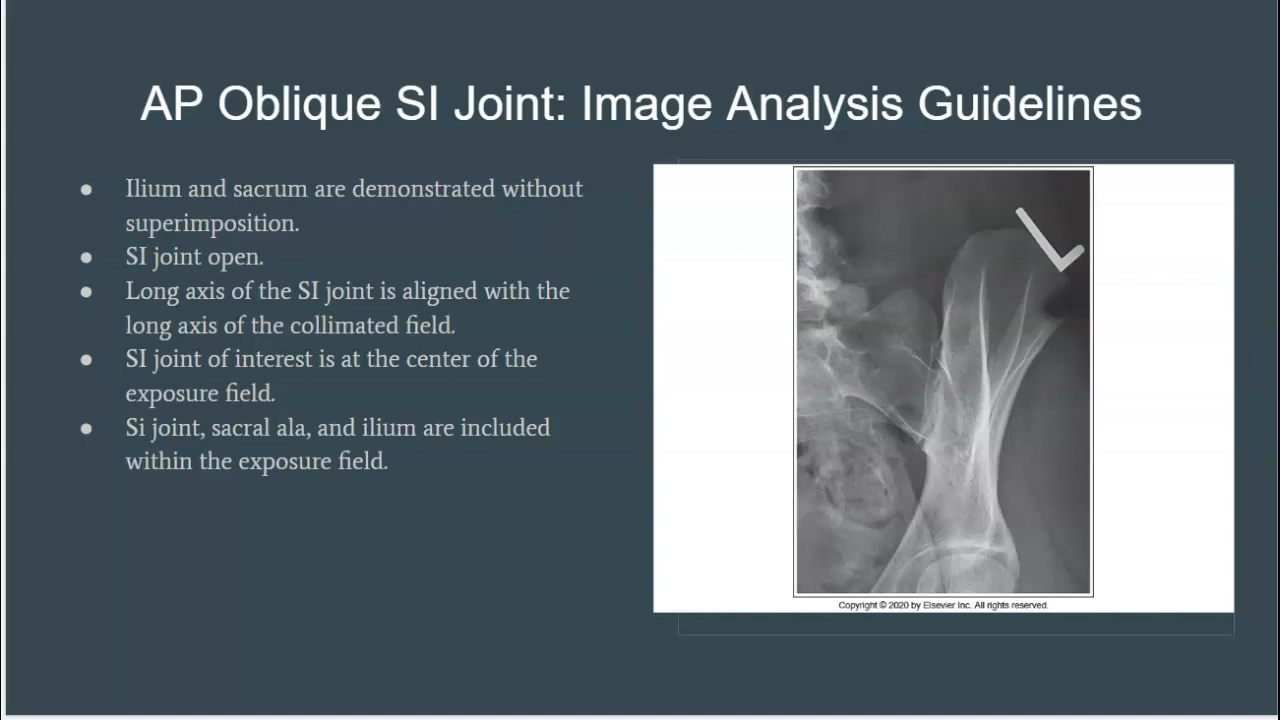 AP Oblique SI Joint: Image Analysis Guidelines
● Ilium and sacrum are demonstrated without
superimposition.
● SI joint open.
● Long axis of the SI joint is aligned with the
long axis of the collimated field.
● SI joint of interest is at the center of the
exposure field.
● Si joint, sacral ala, and ilium are included
within the exposure field.
Copyright © 2020 by Elsevier Inc. All rights reserved.